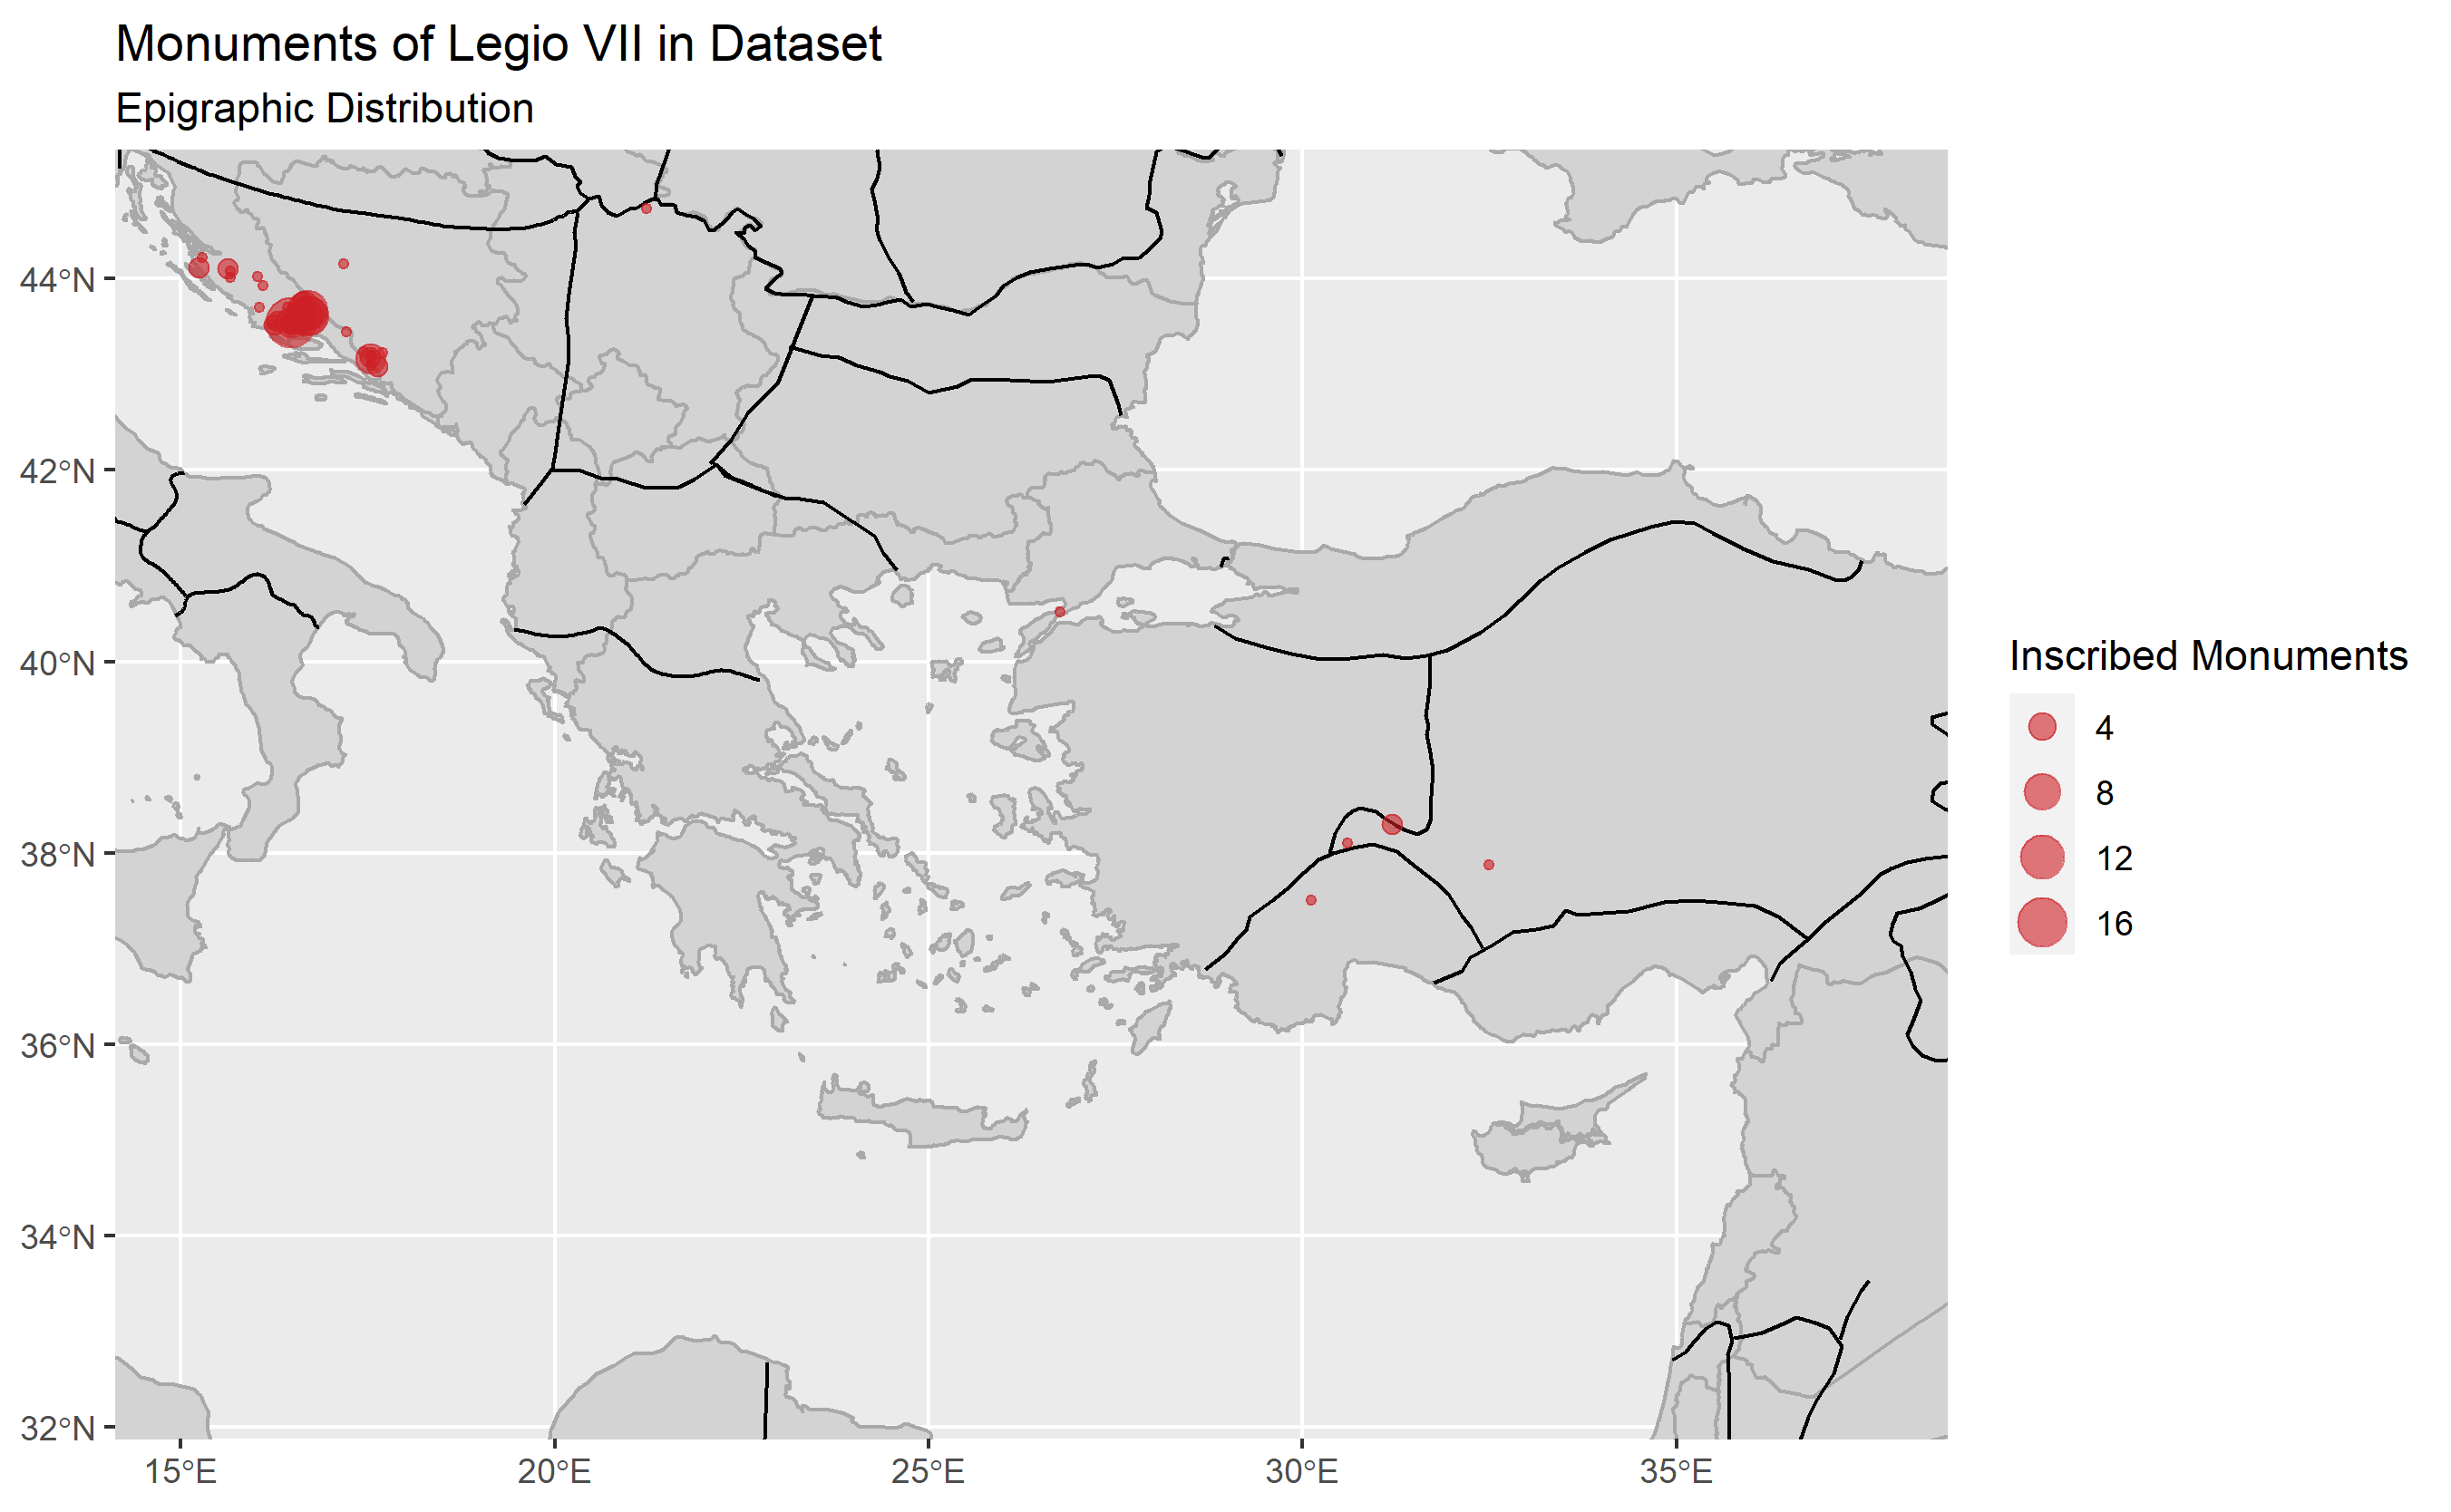 Monuments of Legio VII in Dataset
Epigraphic Distribution
44°N
42°N
40°N
38°N
36°N
34°N
32°N
15°E
20°E
25°E
30°E
35°E
Inscribed Monuments
4
8
12
16